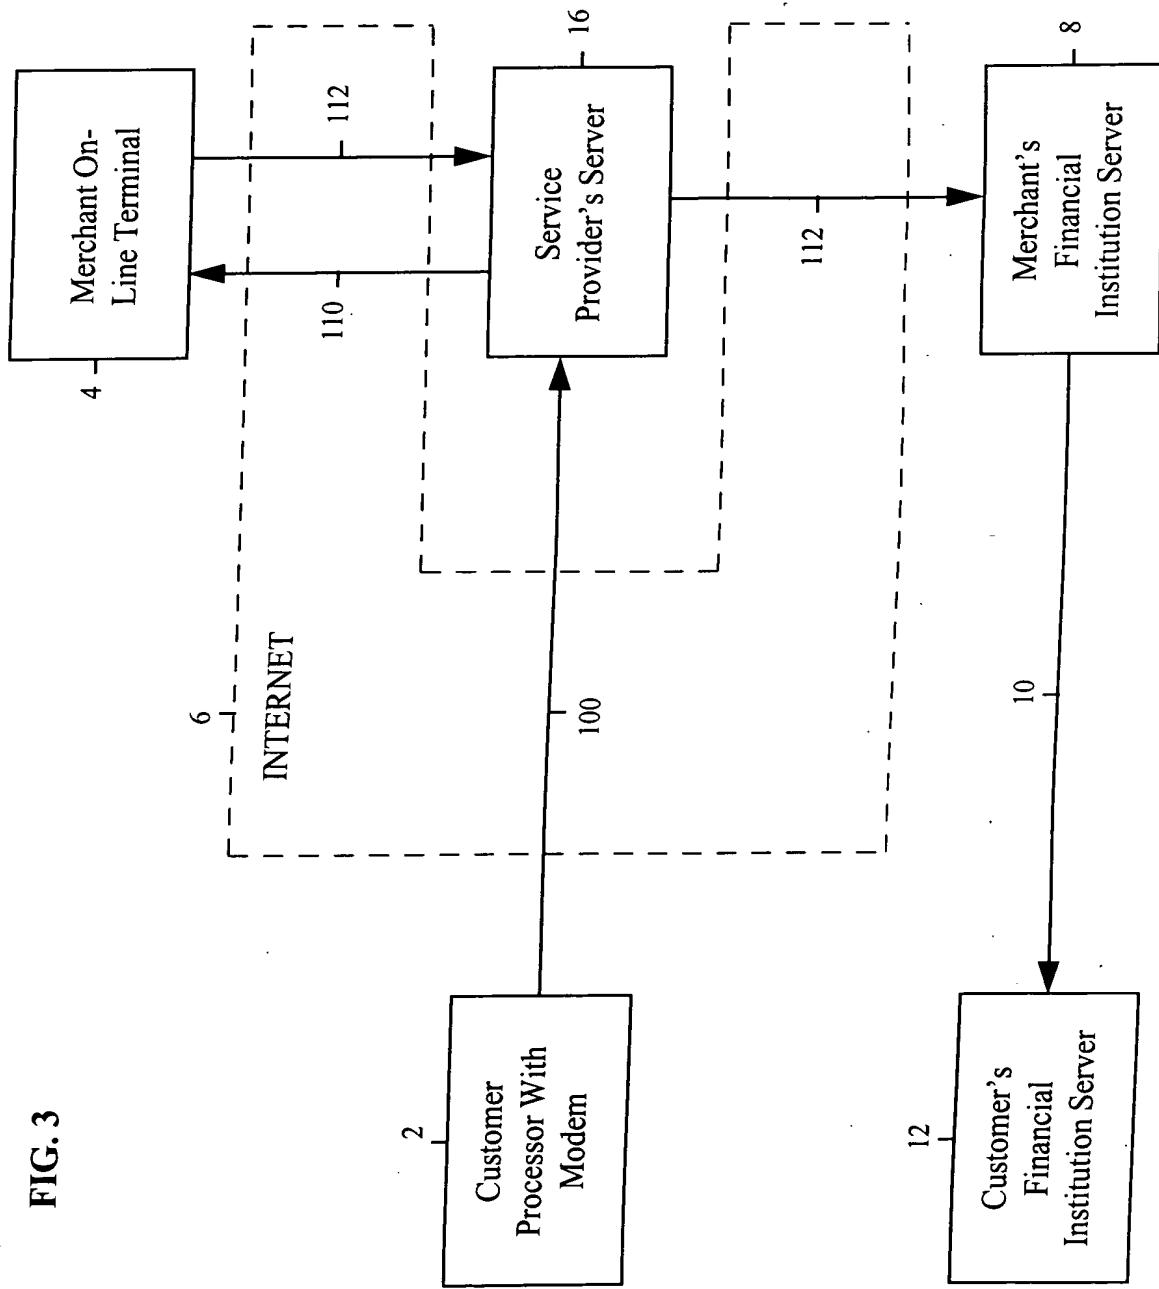 FIG. 3
2
Customer
Processor With
Modem
12
Customer's
Financial
Institution Server
6
INTERNET
100
10
4
Merchant On-
Line Terminal
110
112
16
Service
Provider's Server
112
8
Merchant's
Financial
Institution Server